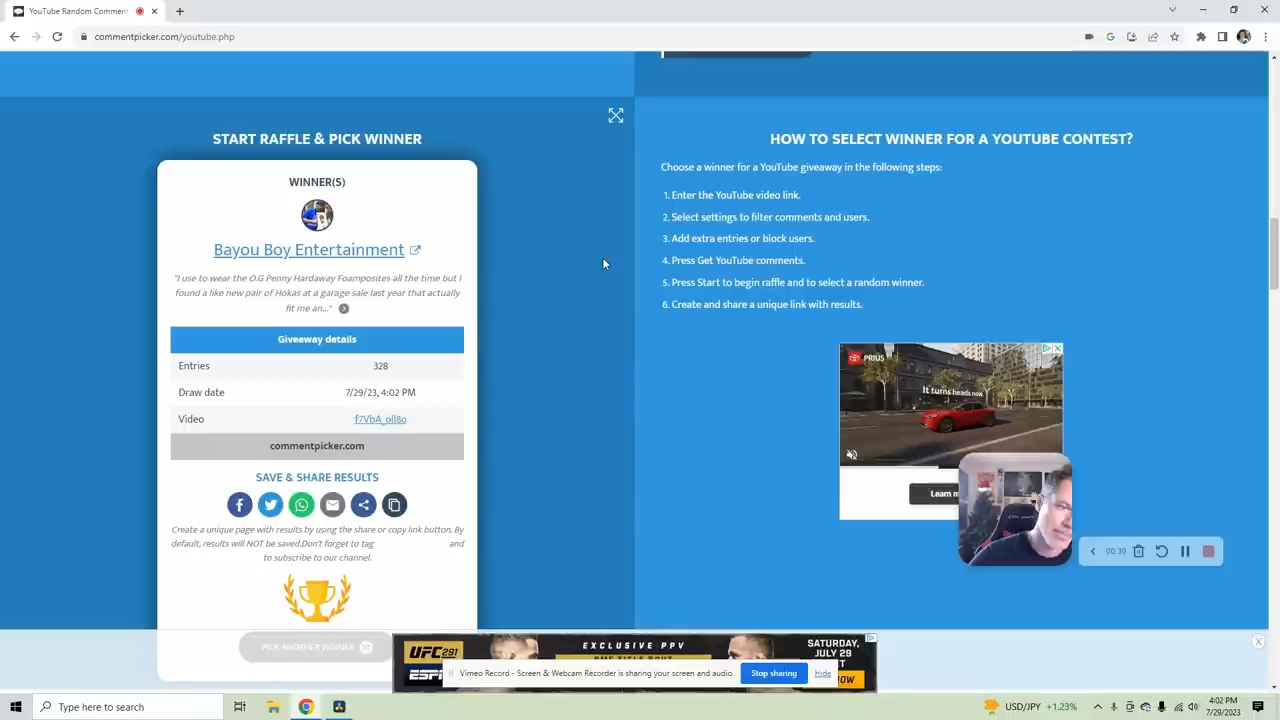 YouTube Random Comment
commentpicker.com/youtube.php
START RAFFLE & PICK WINNER
WINNER(S)
Bayou Boy Entertainment
"I use to wear the O.G Penny Hardaway Foamposites all the time but I
found a like new pair of Hokas at a garage sale last year that actually
fit me an..."
Giveaway details
Entries 328
Draw date 7/29/23, 4:02 PM
Video f7VbA_oll8o
commentpicker.com
SAVE & SHARE RESULTS
Create a unique page with results by using the share or copy link button. By
default, results will NOT be saved.Don't forget to tag and
to subscribe to our channel.
PICK ANOTHER WINNER
HOW TO SELECT WINNER FOR A YOUTUBE CONTEST?
Choose a winner for a YouTube giveaway in the following steps:
1. Enter the YouTube video link.
2. Select settings to filter comments and users.
3. Add extra entries or block users.
4. Press Get YouTube comments.
5. Press Start to begin raffle and to select a random winner.
6. Create and share a unique link with results.
PRIUS
It turns heads now.
Learn
00:39
UFC 291
ESPN
EXCLUSIVE PPV
SATURDAY,
JULY 29
ET
NOW
Vimeo Record - Screen & Webcam Recorder is sharing your screen and audio.
Stop sharing
Hide
Type here to search
USD/JPY +1.23%
4:02 PM
7/29/2023